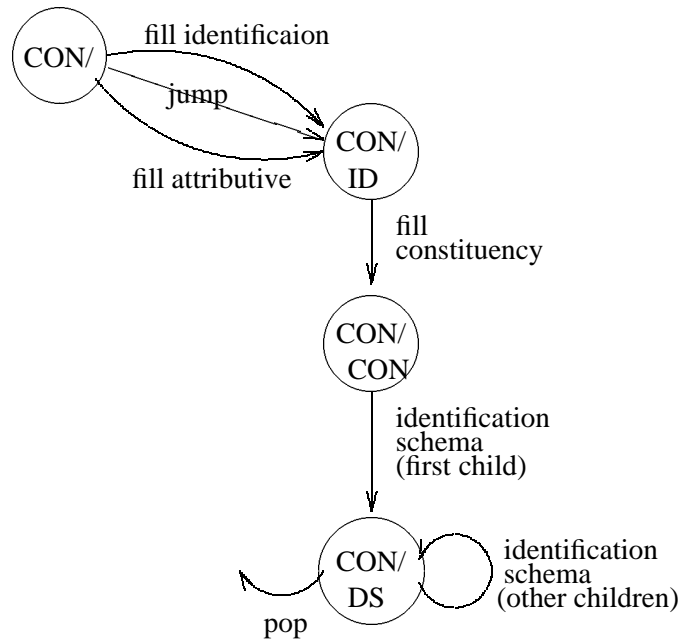 fill identificaion
CON/
jump
CON/
ID
fill attributive
fill
constituency
CON/
CON
identification
schema
(first child)
CON/
DS
identification
schema
(other children)
pop